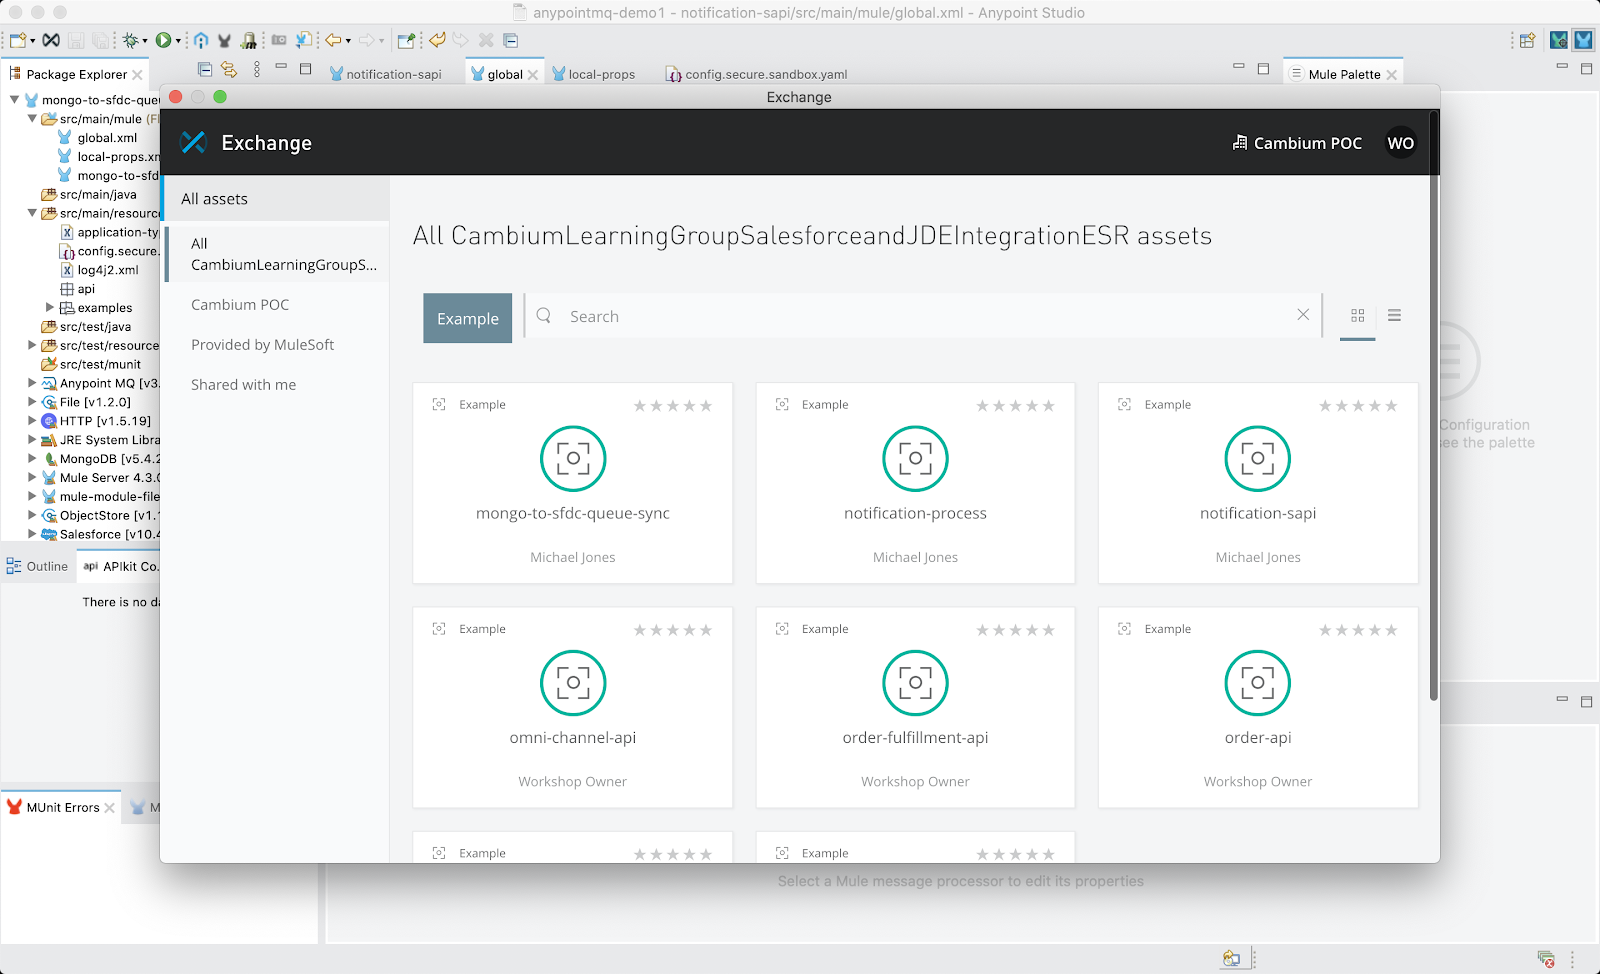 anypointmq-demo1 - notification-sapi/src/main/mule/global.xml - Anypoint Studio
Package Explorer
notification-sapi
global
local-props
config.secure.sandbox.yaml
Mule Palette
mongo-to-sfdc-que
src/main/mule (Fl
global.xml
local-props.xm
mongo-to-sfd
src/main/java
src/main/resourc
application-ty
config.secure.
log4j2.xml
api
examples
src/test/java
src/test/resource
src/test/munit
Anypoint MQ [v3.
File [v1.2.0]
HTTP [v1.5.19]
JRE System Libra
MongoDB [v5.4.2
Mule Server 4.3.0
mule-module-file
ObjectStore [v1.1
Salesforce [v10.4
Outline
api
APIkit Co.
There is no da
MUnit Errors
M
Exchange
Exchange
Cambium POC
WO
All assets
All
CambiumLearningGroupS...
Cambium POC
Provided by MuleSoft
Shared with me
All CambiumLearningGroupSalesforceandJDEIntegrationESR assets
Example
Search
Example
mongo-to-sfdc-queue-sync
Michael Jones
Example
notification-process
Michael Jones
Example
notification-sapi
Michael Jones
Example
omni-channel-api
Workshop Owner
Example
order-fulfillment-api
Workshop Owner
Example
order-api
Workshop Owner
Example
Example
Configuration
see the palette
Select a Mule message processor to edit its properties